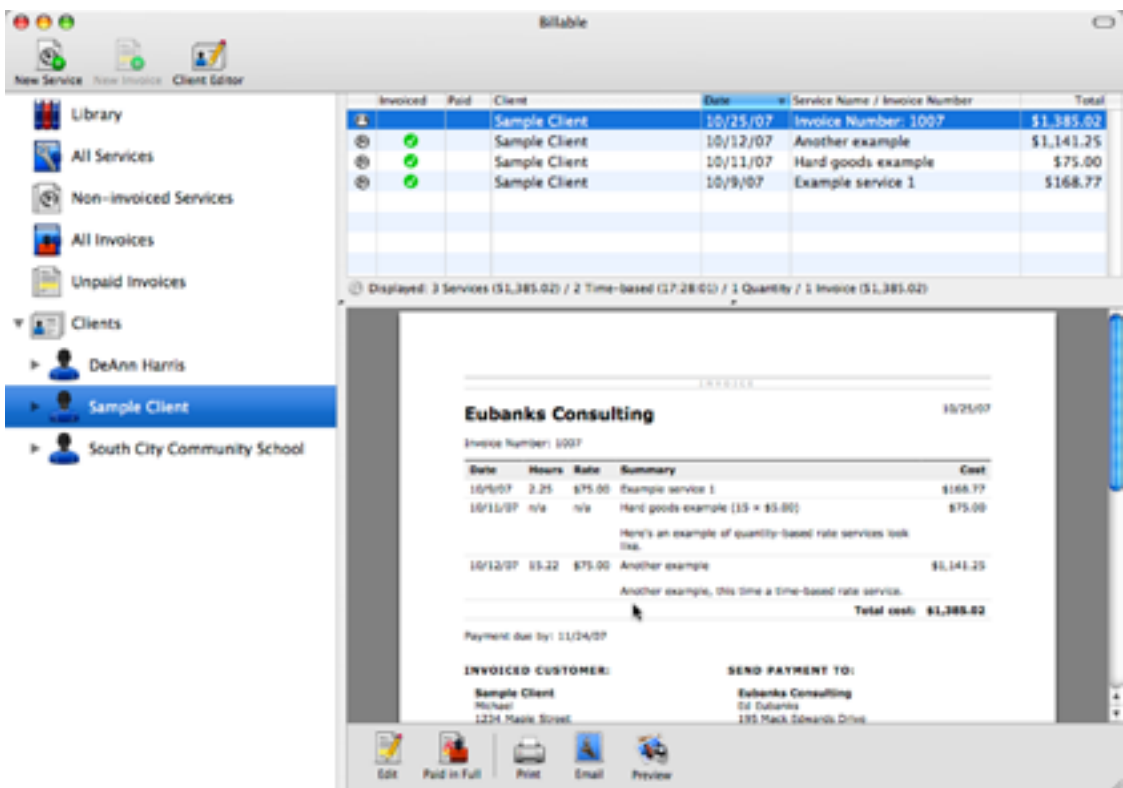 Billable
New Service New Invoice Client Editor
Library
All Services
Non-invoiced Services
All Invoices
Unpaid Invoices
Clients
DeAnn Harris
Sample Client
South City Community School
Invoiced Paid Client Date Service Name / Invoice Number Total
Sample Client 10/25/07 Invoice Number: 1007 $1,385.02
Sample Client 10/12/07 Another example $1,141.25
Sample Client 10/11/07 Hard goods example $75.00
Sample Client 10/9/07 Example service 1 $168.77
Displayed: 3 Services ($1,385.02) / 2 Time-based (17:28:01) / 1 Quantity / 1 Invoice ($1,385.02)
INVOICE
Eubanks Consulting 10/25/07
Invoice Number: 1007
Date Hours Rate Summary Cost
10/9/07 2.25 $75.00 Example service 1 $168.77
10/11/07 n/a n/a Hard goods example (15 × $5.00) $75.00
Here's an example of quantity-based rate services look
like.
10/12/07 15.22 $75.00 Another example $1,141.25
Another example, this time a time-based rate service.
Total cost: $1,385.02
Payment due by: 11/24/07
INVOICED CUSTOMER: SEND PAYMENT TO:
Sample Client Eubanks Consulting
Michael Ed Eubanks
1234 Maple Street 195 Mack Edwards Drive
Edit Paid in Full Print Email Preview